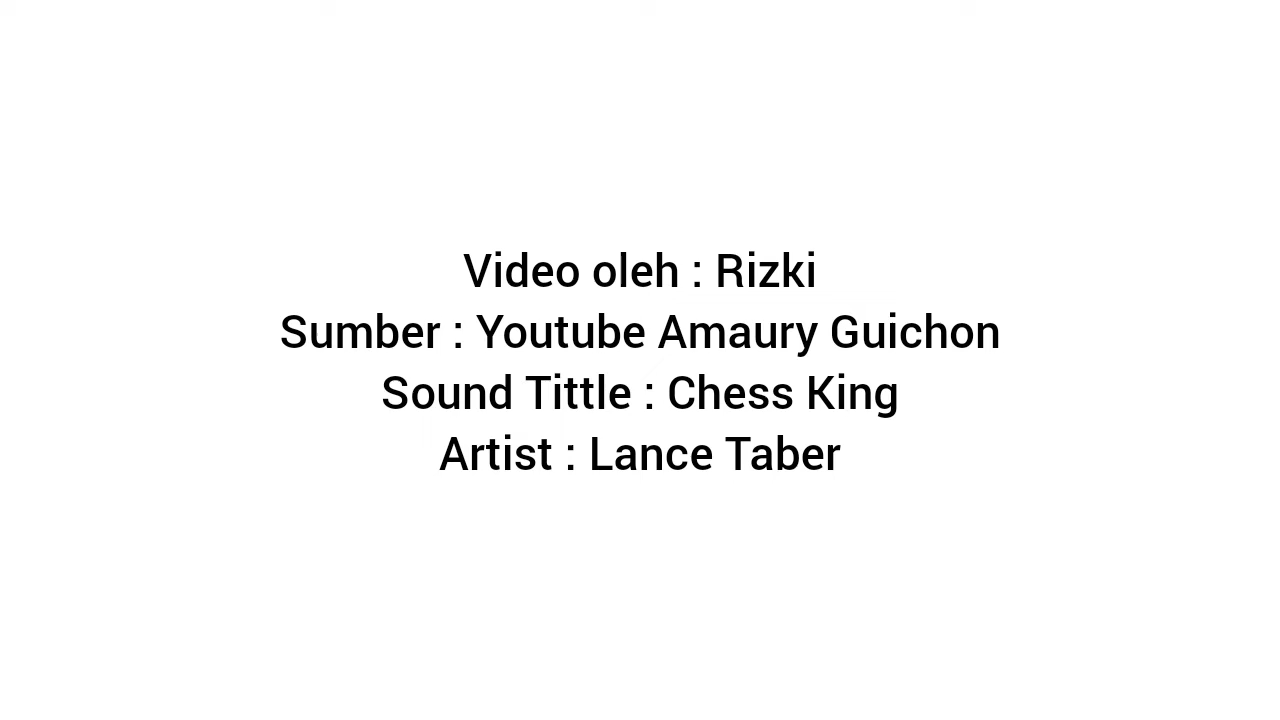 Video oleh : Rizki
Sumber : Youtube Amaury Guichon
Sound Tittle : Chess King
Artist : Lance Taber